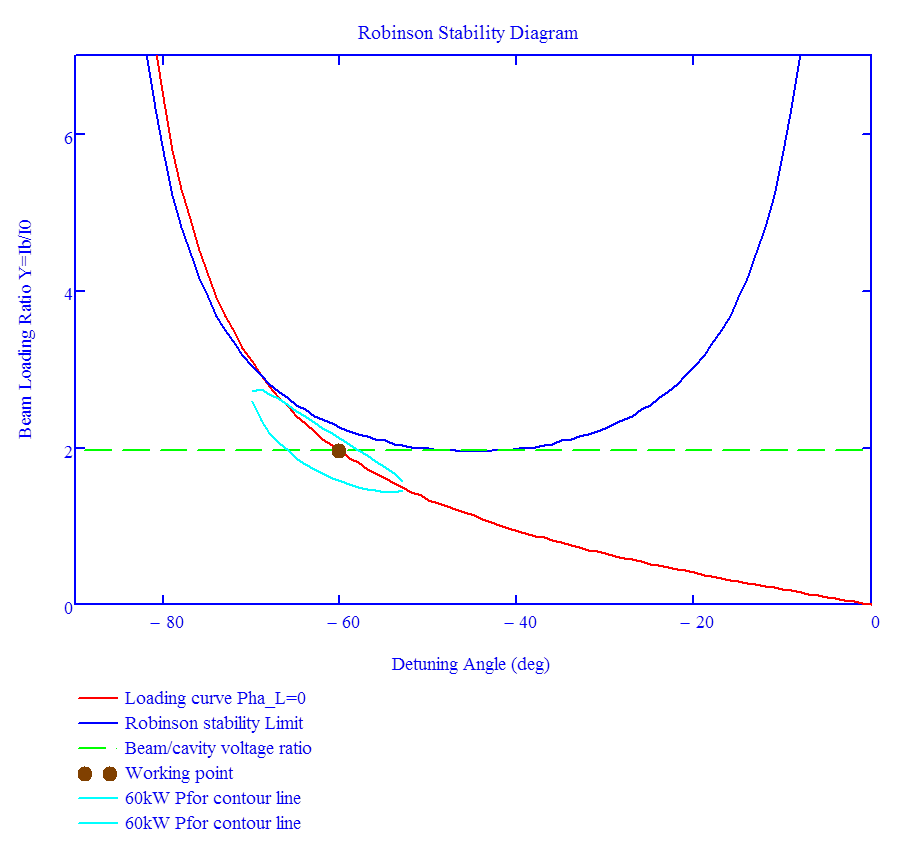 Robinson Stability Diagram
Beam Loading Ratio Y=Ib/I0
6
4
2
0
– 80
– 60
– 40
– 20
0
Detuning Angle (deg)
Loading curve Pha_L=0
Robinson stability Limit
Beam/cavity voltage ratio
Working point
60kW Pfor contour line
60kW Pfor contour line